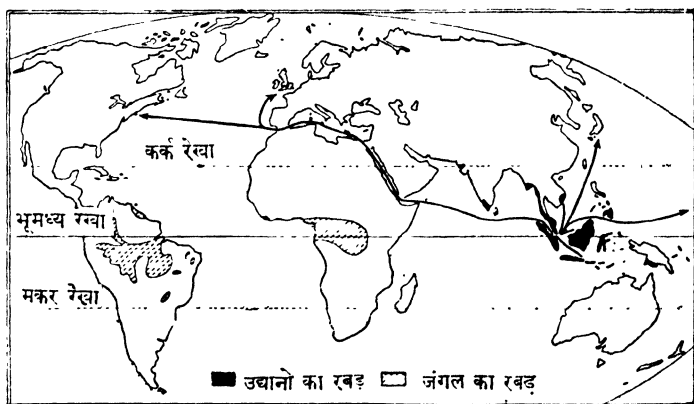 कर्क रेखा
भूमध्य रेखा
मकर रेखा
उद्यानो का रबड़ जंगल का रबड़